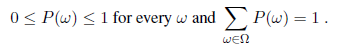 0 ≤ P(ω) ≤ 1 for every ω and ∑_{ω∈Ω} P(ω) = 1 .